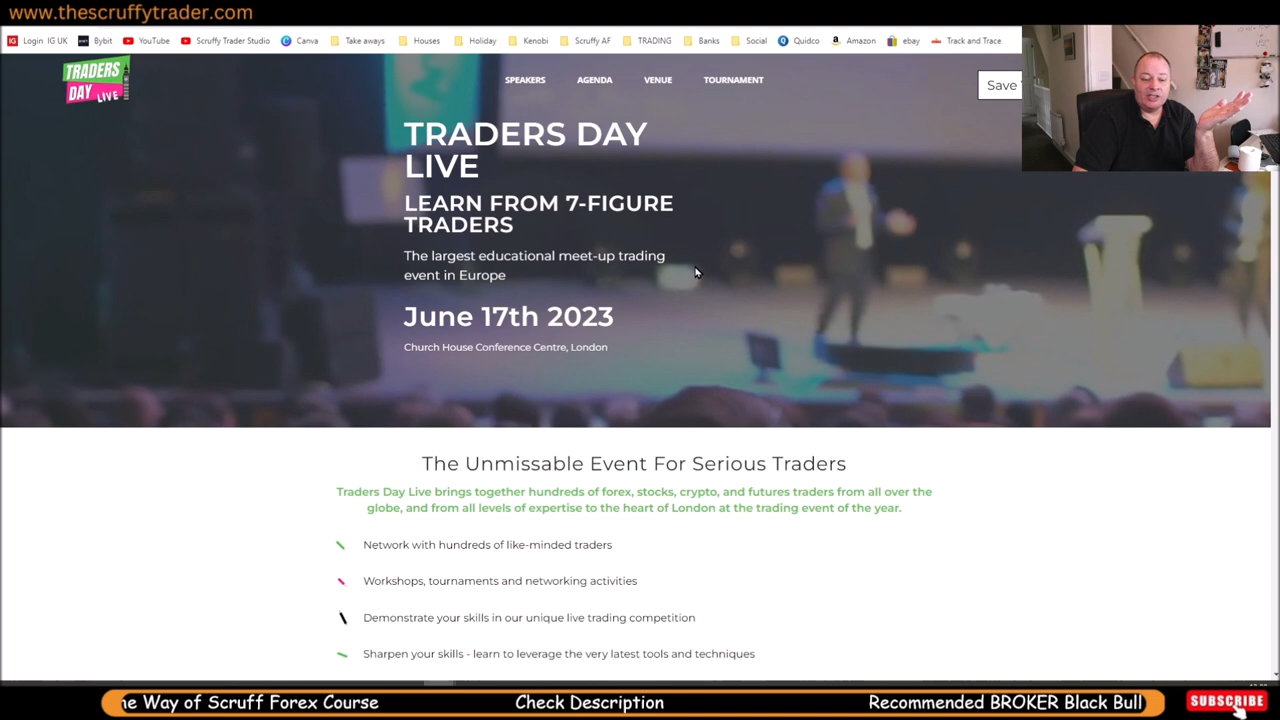 www.thescruffytrader.com
Login IG UK
Bybit
YouTube
Scruffy Trader Studio
Canva
Take aways
Houses
Holiday
Kenobi
Scruffy AF
TRADING
Banks
Social
Quidco
Amazon
ebay
Track and Trace
TRADERS
DAY LIVE
SPEAKERS
AGENDA
VENUE
TOURNAMENT
Save
TRADERS DAY
LIVE
LEARN FROM 7-FIGURE
TRADERS
The largest educational meet-up trading
event in Europe
June 17th 2023
Church House Conference Centre, London
The Unmissable Event For Serious Traders
Traders Day Live brings together hundreds of forex, stocks, crypto, and futures traders from all over the
globe, and from all levels of expertise to the heart of London at the trading event of the year.
Network with hundreds of like-minded traders
Workshops, tournaments and networking activities
Demonstrate your skills in our unique live trading competition
Sharpen your skills - learn to leverage the very latest tools and techniques
Way of Scruff Forex Course
Check Description
Recommended BROKER Black Bull
SUBSCRIBE